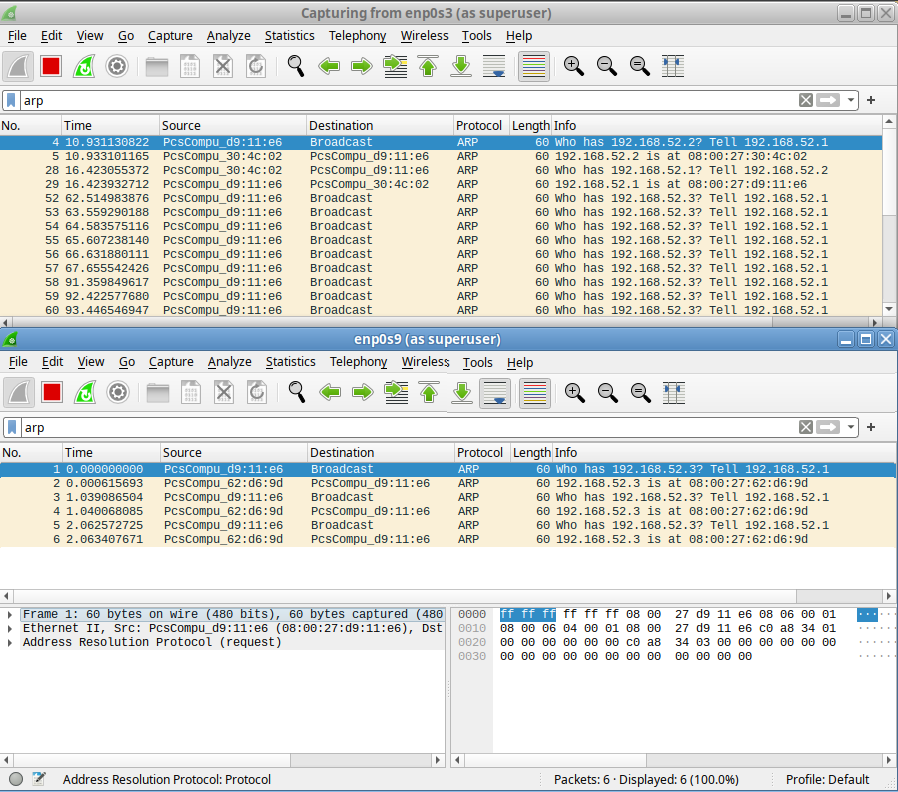 Capturing from enp0s3 (as superuser)
File Edit View Go Capture Analyze Statistics Telephony Wireless Tools Help
arp
No. Time Source Destination Protocol Length Info
4 10.931130822 PcsCompu_d9:11:e6 Broadcast ARP 60 Who has 192.168.52.2? Tell 192.168.52.1
5 10.933101165 PcsCompu_30:4c:02 PcsCompu_d9:11:e6 ARP 60 192.168.52.2 is at 08:00:27:30:4c:02
28 16.423055372 PcsCompu_30:4c:02 PcsCompu_d9:11:e6 ARP 60 Who has 192.168.52.1? Tell 192.168.52.2
29 16.423932712 PcsCompu_d9:11:e6 PcsCompu_30:4c:02 ARP 60 192.168.52.1 is at 08:00:27:d9:11:e6
52 62.514983876 PcsCompu_d9:11:e6 Broadcast ARP 60 Who has 192.168.52.3? Tell 192.168.52.1
53 63.559290188 PcsCompu_d9:11:e6 Broadcast ARP 60 Who has 192.168.52.3? Tell 192.168.52.1
54 64.583575116 PcsCompu_d9:11:e6 Broadcast ARP 60 Who has 192.168.52.3? Tell 192.168.52.1
55 65.607238140 PcsCompu_d9:11:e6 Broadcast ARP 60 Who has 192.168.52.3? Tell 192.168.52.1
56 66.631880111 PcsCompu_d9:11:e6 Broadcast ARP 60 Who has 192.168.52.3? Tell 192.168.52.1
57 67.655542426 PcsCompu_d9:11:e6 Broadcast ARP 60 Who has 192.168.52.3? Tell 192.168.52.1
58 91.359849617 PcsCompu_d9:11:e6 Broadcast ARP 60 Who has 192.168.52.3? Tell 192.168.52.1
59 92.422577680 PcsCompu_d9:11:e6 Broadcast ARP 60 Who has 192.168.52.3? Tell 192.168.52.1
60 93.446546947 PcsCompu_d9:11:e6 Broadcast ARP 60 Who has 192.168.52.3? Tell 192.168.52.1
enp0s9 (as superuser)
File Edit View Go Capture Analyze Statistics Telephony Wireless Tools Help
arp
No. Time Source Destination Protocol Length Info
1 0.000000000 PcsCompu_d9:11:e6 Broadcast ARP 60 Who has 192.168.52.3? Tell 192.168.52.1
2 0.000615693 PcsCompu_62:d6:9d PcsCompu_d9:11:e6 ARP 60 192.168.52.3 is at 08:00:27:62:d6:9d
3 1.039086504 PcsCompu_d9:11:e6 Broadcast ARP 60 Who has 192.168.52.3? Tell 192.168.52.1
4 1.040068085 PcsCompu_62:d6:9d PcsCompu_d9:11:e6 ARP 60 192.168.52.3 is at 08:00:27:62:d6:9d
5 2.062572725 PcsCompu_d9:11:e6 Broadcast ARP 60 Who has 192.168.52.3? Tell 192.168.52.1
6 2.063407671 PcsCompu_62:d6:9d PcsCompu_d9:11:e6 ARP 60 192.168.52.3 is at 08:00:27:62:d6:9d
Frame 1: 60 bytes on wire (480 bits), 60 bytes captured (480
Ethernet II, Src: PcsCompu_d9:11:e6 (08:00:27:d9:11:e6), Dst
Address Resolution Protocol (request)
0000 ff ff ff ff ff ff 08 00 27 d9 11 e6 08 06 00 01
0010 08 00 06 04 00 01 08 00 27 d9 11 e6 c0 a8 34 01
0020 00 00 00 00 00 00 c0 a8 34 03 00 00 00 00 00 00
0030 00 00 00 00 00 00 00 00 00 00 00 00
Address Resolution Protocol: Protocol
Packets: 6 · Displayed: 6 (100.0%)
Profile: Default